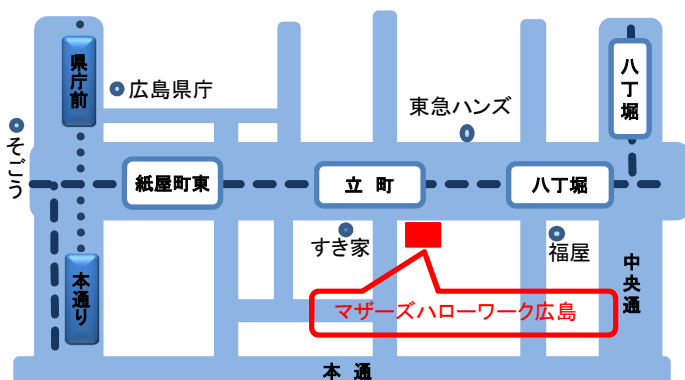 県庁前
広島県庁
八丁堀
東急ハンズ
そごう
紙屋町東
立 町
八丁堀
すき家
福屋
中央通
本通り
マザーズハローワーク広島
本 通